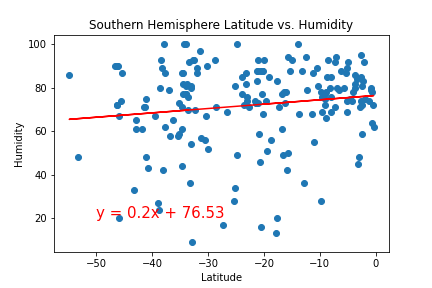 Southern Hemisphere Latitude vs. Humidity
100
80
60
40
20
Humidity
y = 0.2x + 76.53
−50
−40
−30
−20
−10
0
Latitude